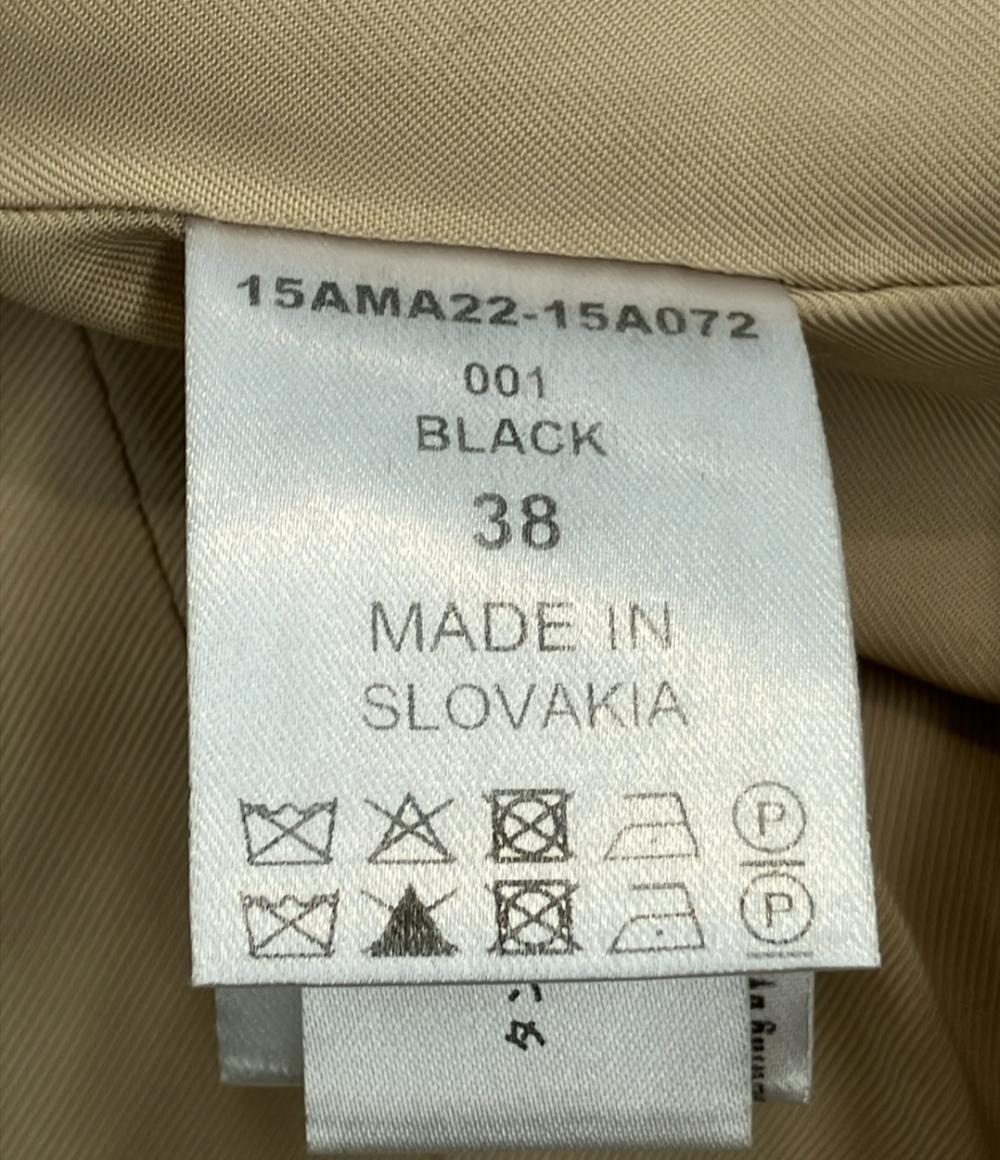 15AMA22-15A072
001
BLACK
38
MADE IN
SLOVAKIA
P
P